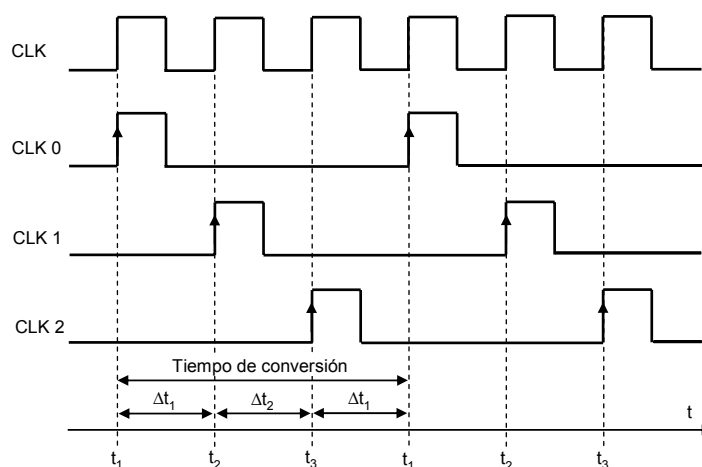 CLK
CLK 0
CLK 1
CLK 2
Tiempo de conversión
Δt1 Δt2 Δt1
t
t1 t2 t3 t1 t2 t3